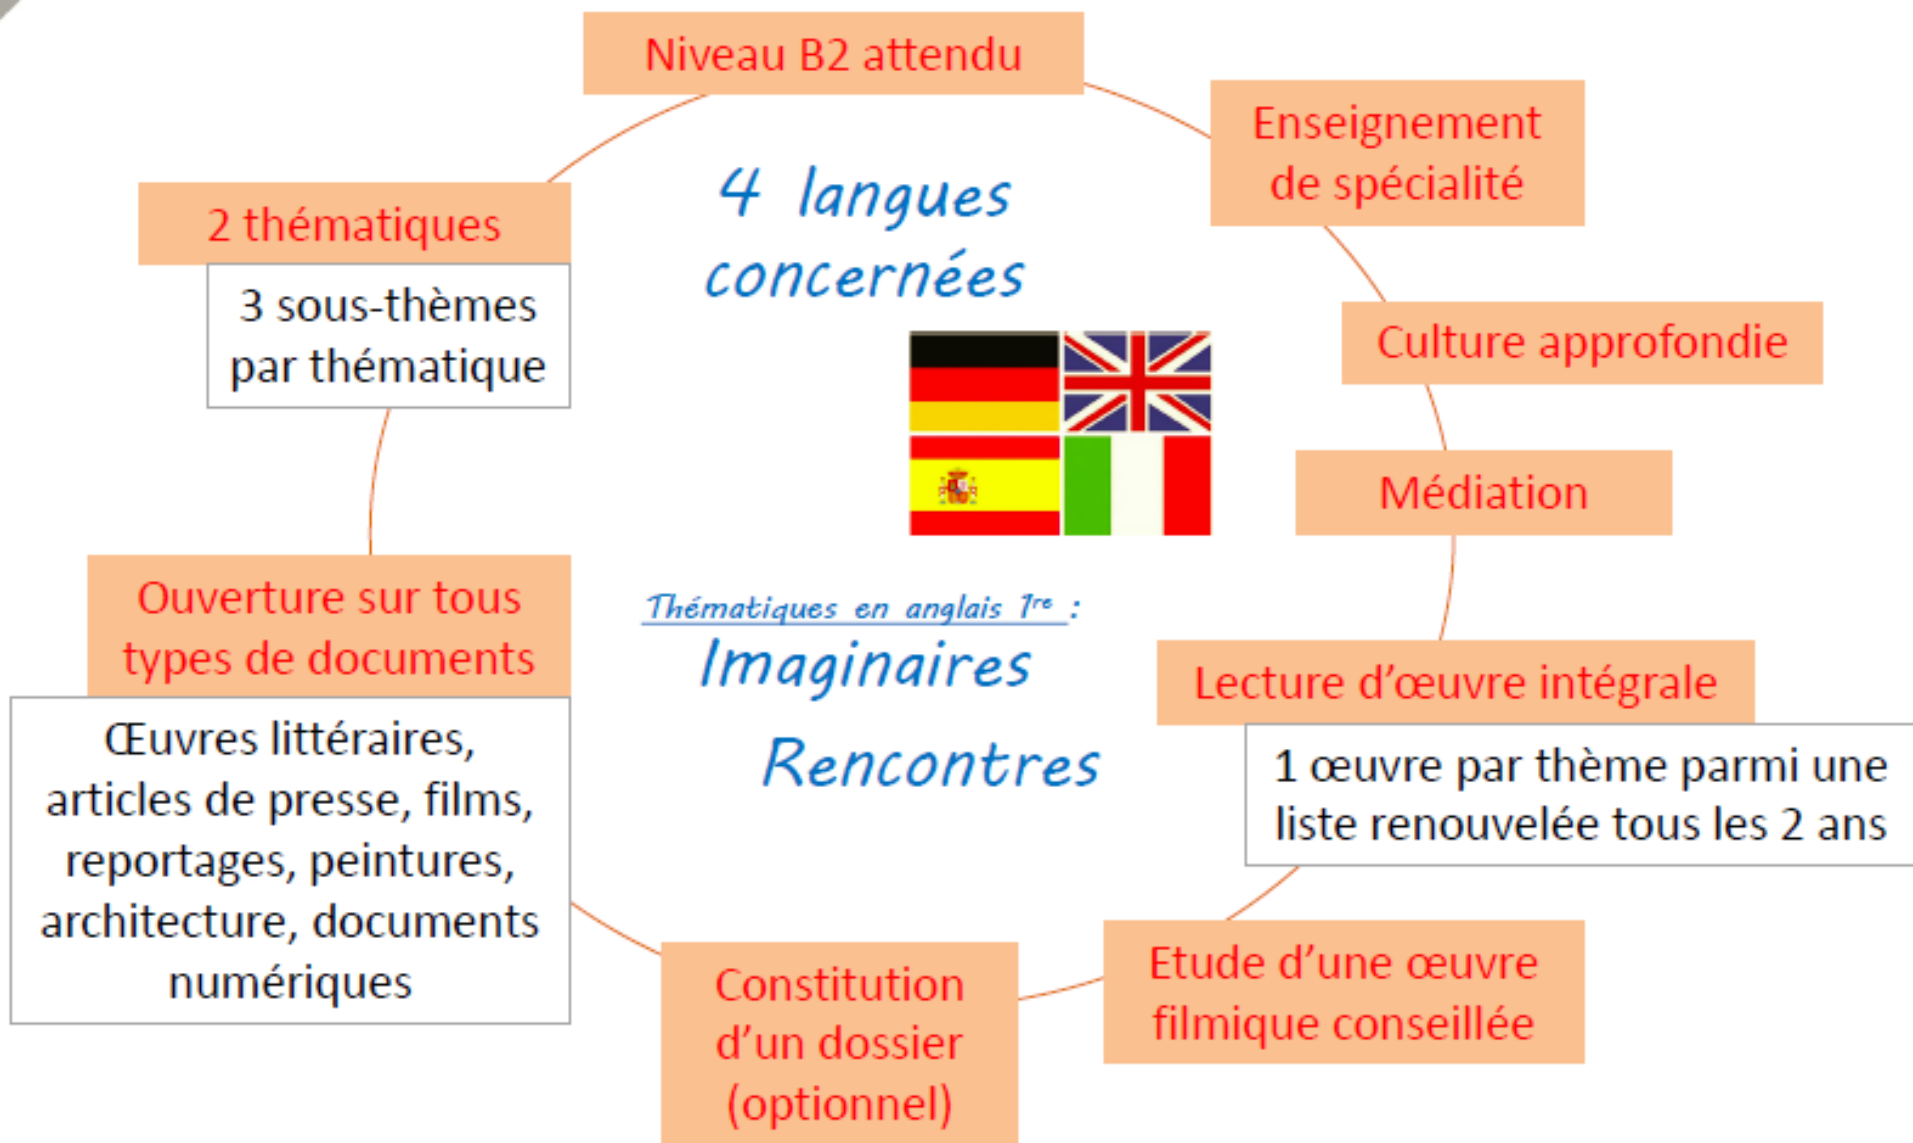 Niveau B2 attendu
Enseignement
de spécialité
4 langues
concernées
2 thématiques
3 sous-thèmes
par thématique
Culture approfondie
Médiation
Ouverture sur tous
types de documents
Œuvres littéraires,
articles de presse, films,
reportages, peintures,
architecture, documents
numériques
Thématiques en anglais 1re :
Imaginaires
Rencontres
Lecture d’œuvre intégrale
1 œuvre par thème parmi une
liste renouvelée tous les 2 ans
Etude d’une œuvre
filmique conseillée
Constitution
d’un dossier
(optionnel)